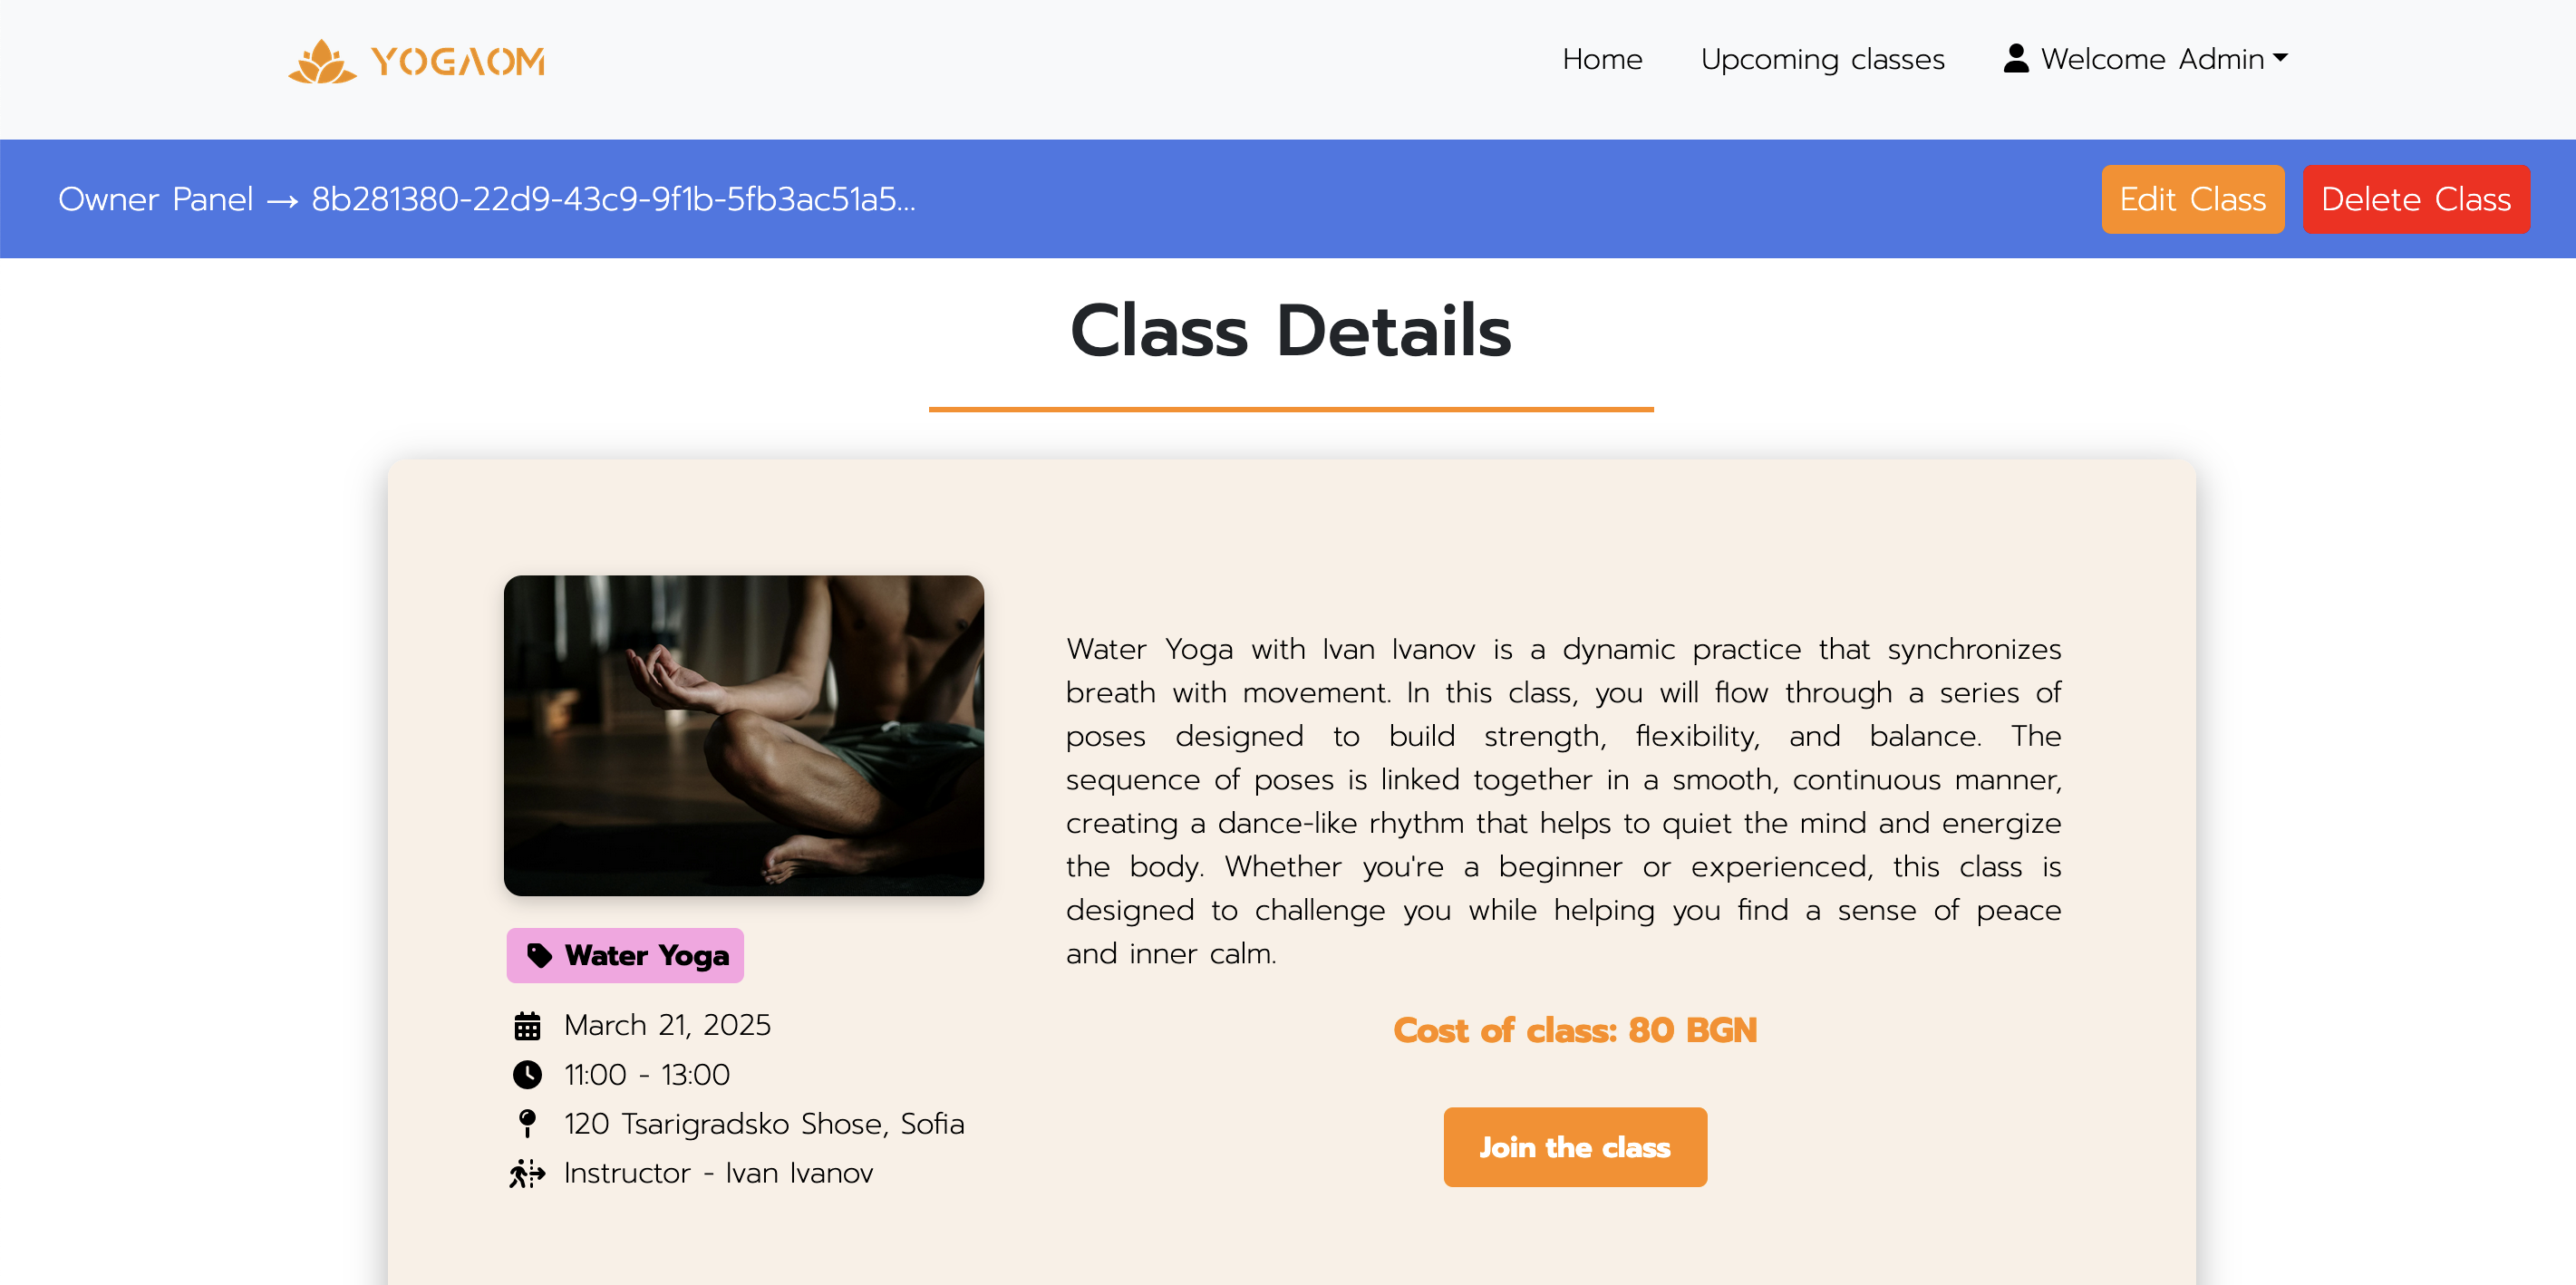 YOGAOM
Home Upcoming classes Welcome Admin
Owner Panel → 8b281380-22d9-43c9-9f1b-5fb3ac51a5...
Edit Class Delete Class
Class Details
Water Yoga with Ivan Ivanov is a dynamic practice that synchronizes
breath with movement. In this class, you will flow through a series of
poses designed to build strength, flexibility, and balance. The
sequence of poses is linked together in a smooth, continuous manner,
creating a dance-like rhythm that helps to quiet the mind and energize
the body. Whether you're a beginner or experienced, this class is
designed to challenge you while helping you find a sense of peace
and inner calm.
Water Yoga
March 21, 2025
11:00 - 13:00
120 Tsarigradsko Shose, Sofia
Instructor - Ivan Ivanov
Cost of class: 80 BGN
Join the class